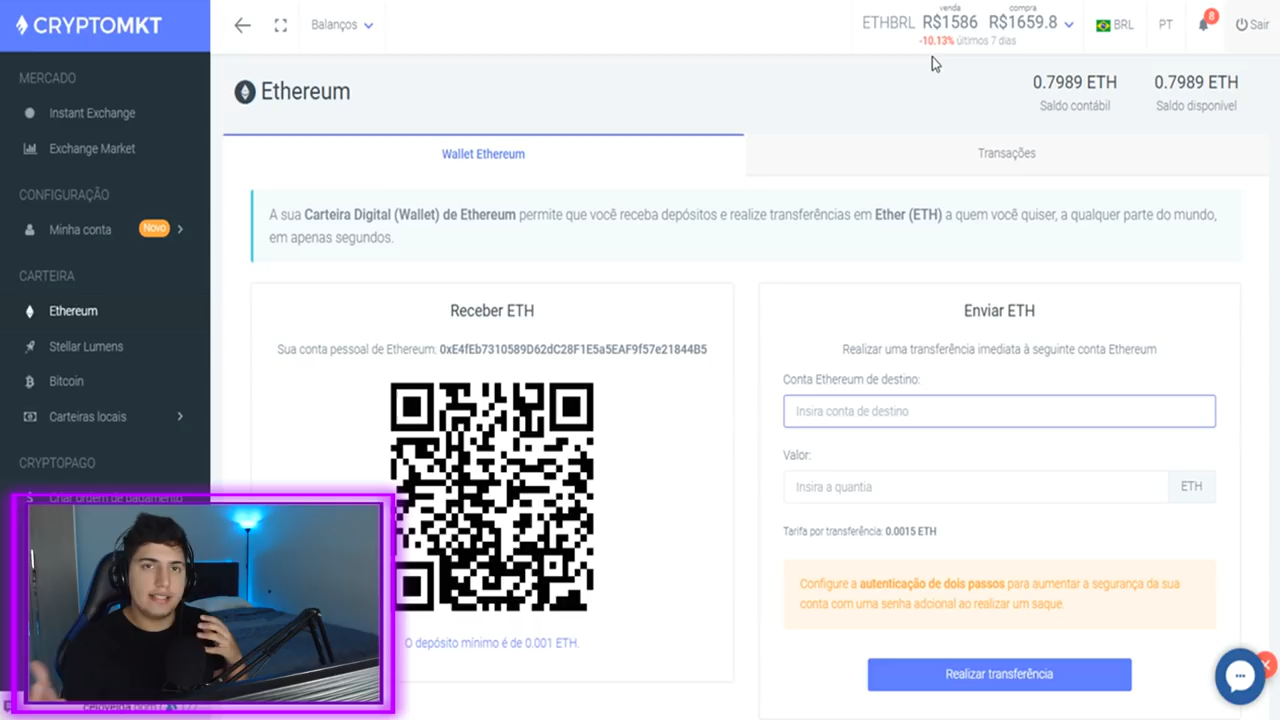 CRYPTOMKT
Balanços
ETHBRL
venda
R$1586
compra
R$1659.8
-10.13% últimos 7 dias
BRL
PT
8
Sair
MERCADO
Instant Exchange
Exchange Market
CONFIGURAÇÃO
Minha conta
Novo
CARTEIRA
Ethereum
Stellar Lumens
Bitcoin
Carteiras locais
CRYPTOPAGO
Criar ordem de pagamento
Ethereum
0.7989 ETH
Saldo contábil
0.7989 ETH
Saldo disponível
Wallet Ethereum
Transações
A sua Carteira Digital (Wallet) de Ethereum permite que você receba depósitos e realize transferências em Ether (ETH) a quem você quiser, a qualquer parte do mundo,
em apenas segundos.
Receber ETH
Sua conta pessoal de Ethereum: 0xE4fEb7310589D62dC28F1E5a5EAF9f57e21844B5
O depósito mínimo é de 0.001 ETH.
Enviar ETH
Realizar uma transferência imediata à seguinte conta Ethereum
Conta Ethereum de destino:
Insira conta de destino
Valor:
Insira a quantia
ETH
Tarifa por transferência: 0.0015 ETH
Configure a autenticação de dois passos para aumentar a segurança da sua
conta com uma senha adcional ao realizar um saque.
Realizar transferência